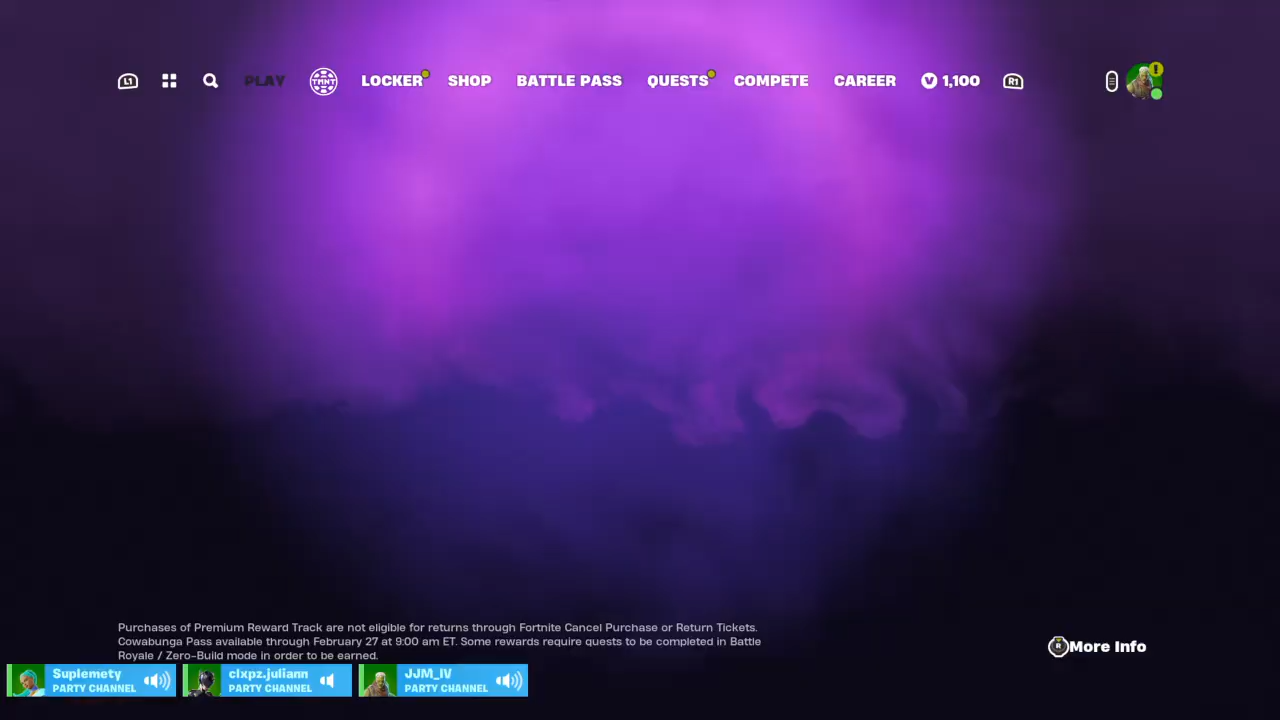 L1 PLAY TMNT LOCKER SHOP BATTLE PASS QUESTS COMPETE CAREER V 1,100 R1 !
Purchases of Premium Reward Track are not eligible for returns through Fortnite Cancel Purchase or Return Tickets.
Cowabunga Pass available through February 27 at 9:00 am ET. Some rewards require quests to be completed in Battle
Royale / Zero-Build mode in order to be earned.
R More Info
Suplemety
PARTY CHANNEL
clxpz.juliann
PARTY CHANNEL
JJM_IV
PARTY CHANNEL